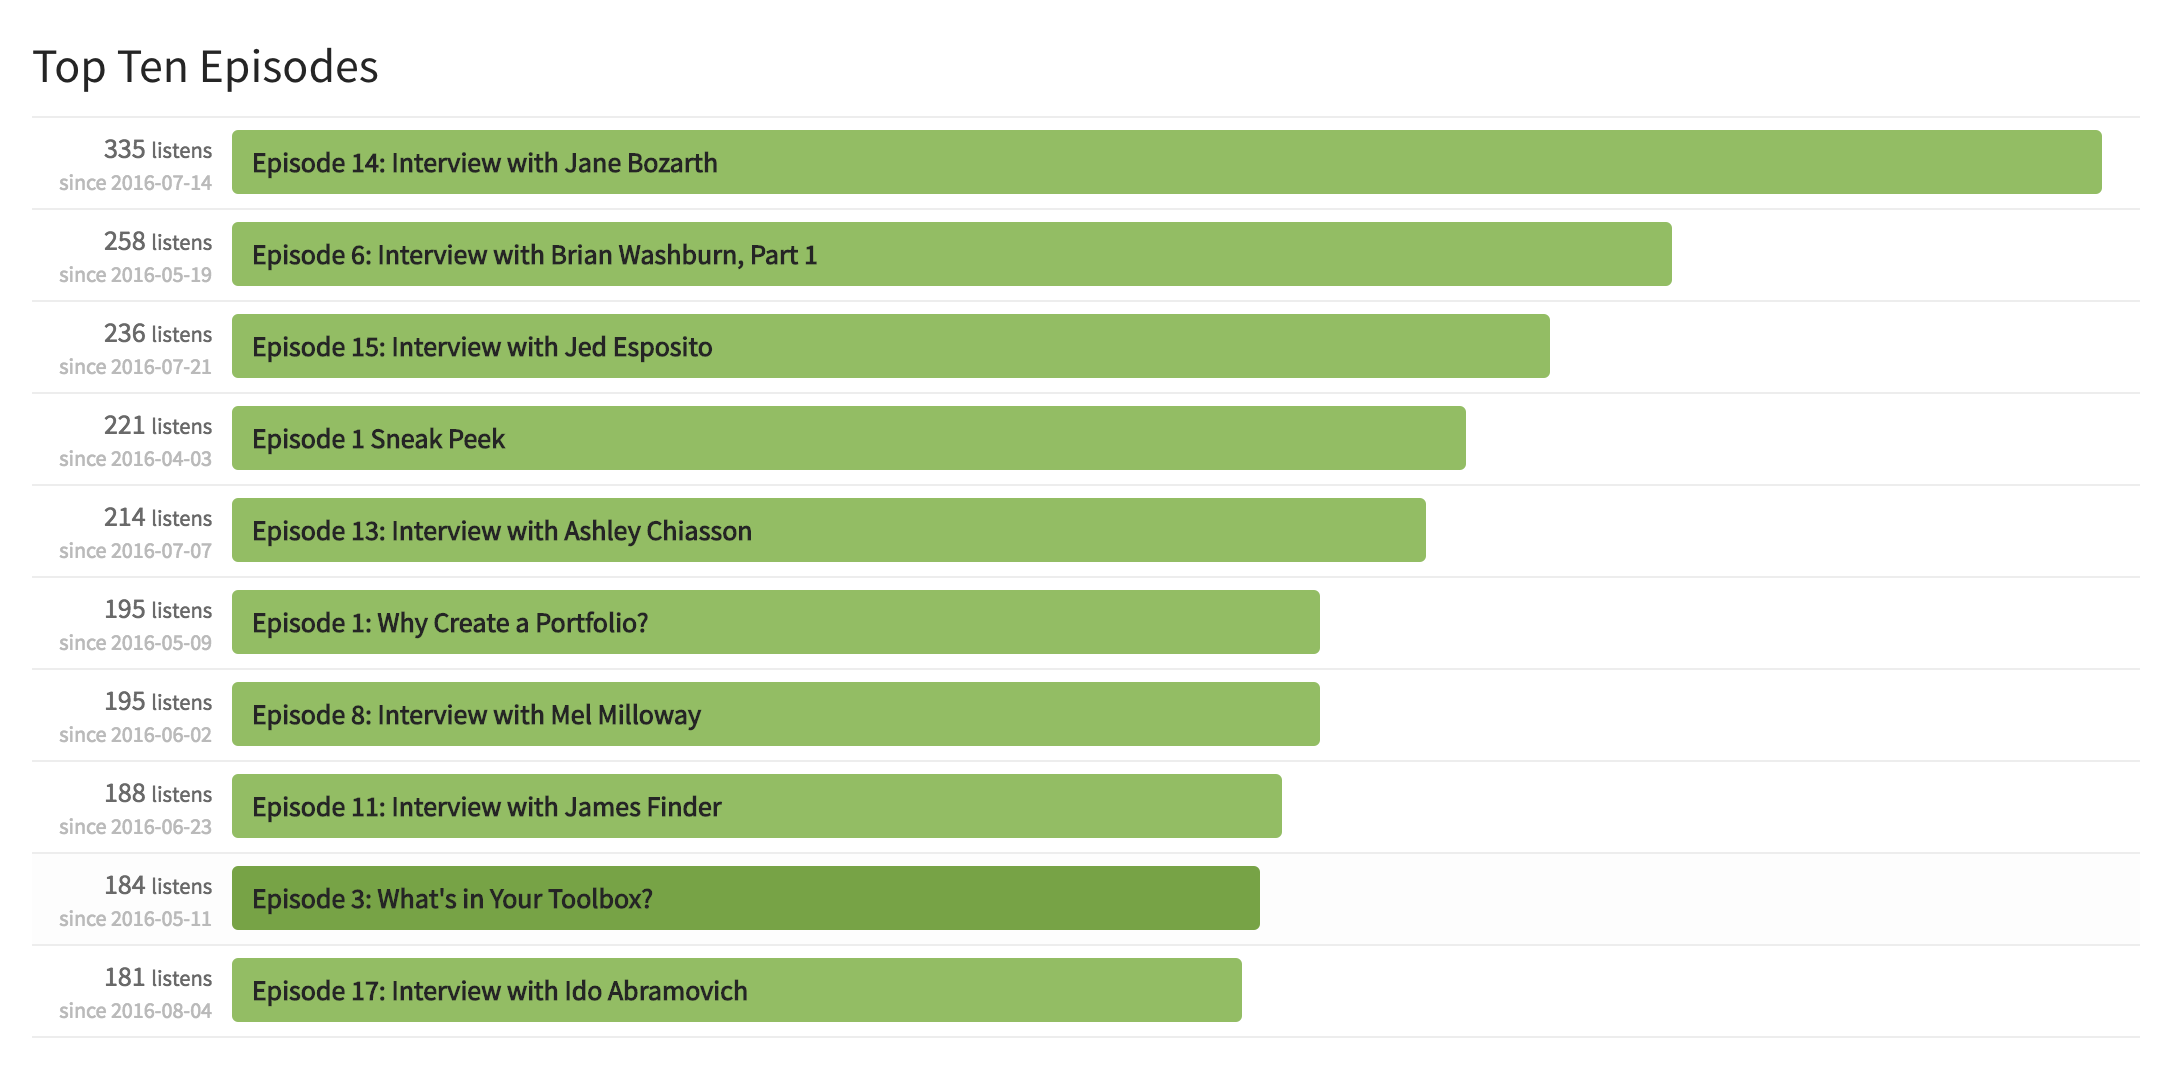 Top Ten Episodes
335 listens
since 2016-07-14
Episode 14: Interview with Jane Bozarth
258 listens
since 2016-05-19
Episode 6: Interview with Brian Washburn, Part 1
236 listens
since 2016-07-21
Episode 15: Interview with Jed Esposito
221 listens
since 2016-04-03
Episode 1 Sneak Peek
214 listens
since 2016-07-07
Episode 13: Interview with Ashley Chiasson
195 listens
since 2016-05-09
Episode 1: Why Create a Portfolio?
195 listens
since 2016-06-02
Episode 8: Interview with Mel Milloway
188 listens
since 2016-06-23
Episode 11: Interview with James Finder
184 listens
since 2016-05-11
Episode 3: What's in Your Toolbox?
181 listens
since 2016-08-04
Episode 17: Interview with Ido Abramovich